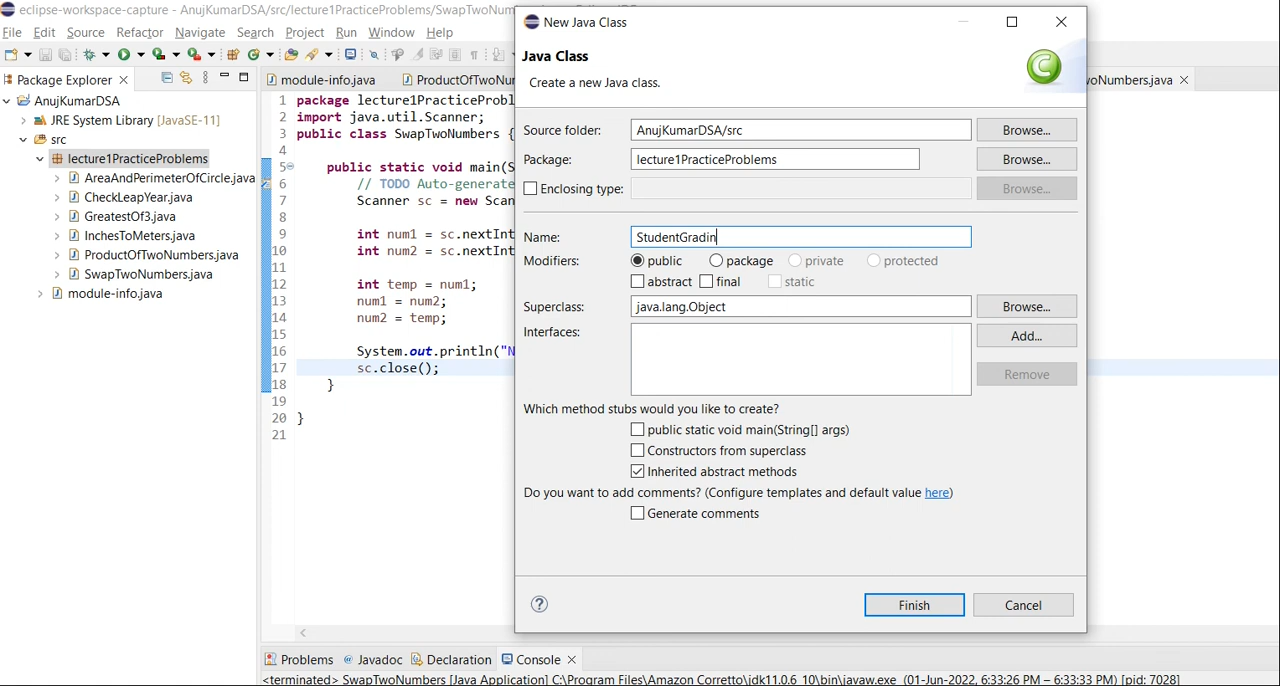 eclipse-workspace-capture - AnujKumarDSA/src/lecture1PracticeProblems/SwapTwoNum
File Edit Source Refactor Navigate Search Project Run Window Help
Package Explorer
AnujKumarDSA
JRE System Library [JavaSE-11]
src
lecture1PracticeProblems
AreaAndPerimeterOfCircle.java
CheckLeapYear.java
GreatestOf3.java
InchesToMeters.java
ProductOfTwoNumbers.java
SwapTwoNumbers.java
module-info.java
module-info.java ProductOfTwoNu woNumbers.java
1 package lecture1PracticeProbl
2 import java.util.Scanner;
3 public class SwapTwoNumbers {
4
5 public static void main(S
6 // TODO Auto-generate
7 Scanner sc = new Scan
8
9 int num1 = sc.nextInt
10 int num2 = sc.nextInt
11
12 int temp = num1;
13 num1 = num2;
14 num2 = temp;
15
16 System.out.println("N
17 sc.close();
18 }
19
20 }
21
New Java Class
Java Class
Create a new Java class.
Source folder: AnujKumarDSA/src Browse...
Package: lecture1PracticeProblems Browse...
Enclosing type: Browse...
Name: StudentGradin
Modifiers: public package private protected
abstract final static
Superclass: java.lang.Object Browse...
Interfaces: Add...
Remove
Which method stubs would you like to create?
public static void main(String[] args)
Constructors from superclass
Inherited abstract methods
Do you want to add comments? (Configure templates and default value here)
Generate comments
Finish Cancel
Problems Javadoc Declaration Console
<terminated> SwapTwoNumbers [Java Application] C:\Program Files\Amazon Corretto\jdk11.0.6_10\bin\javaw.exe (01-Jun-2022, 6:33:26 PM – 6:33:33 PM) [pid: 7028]